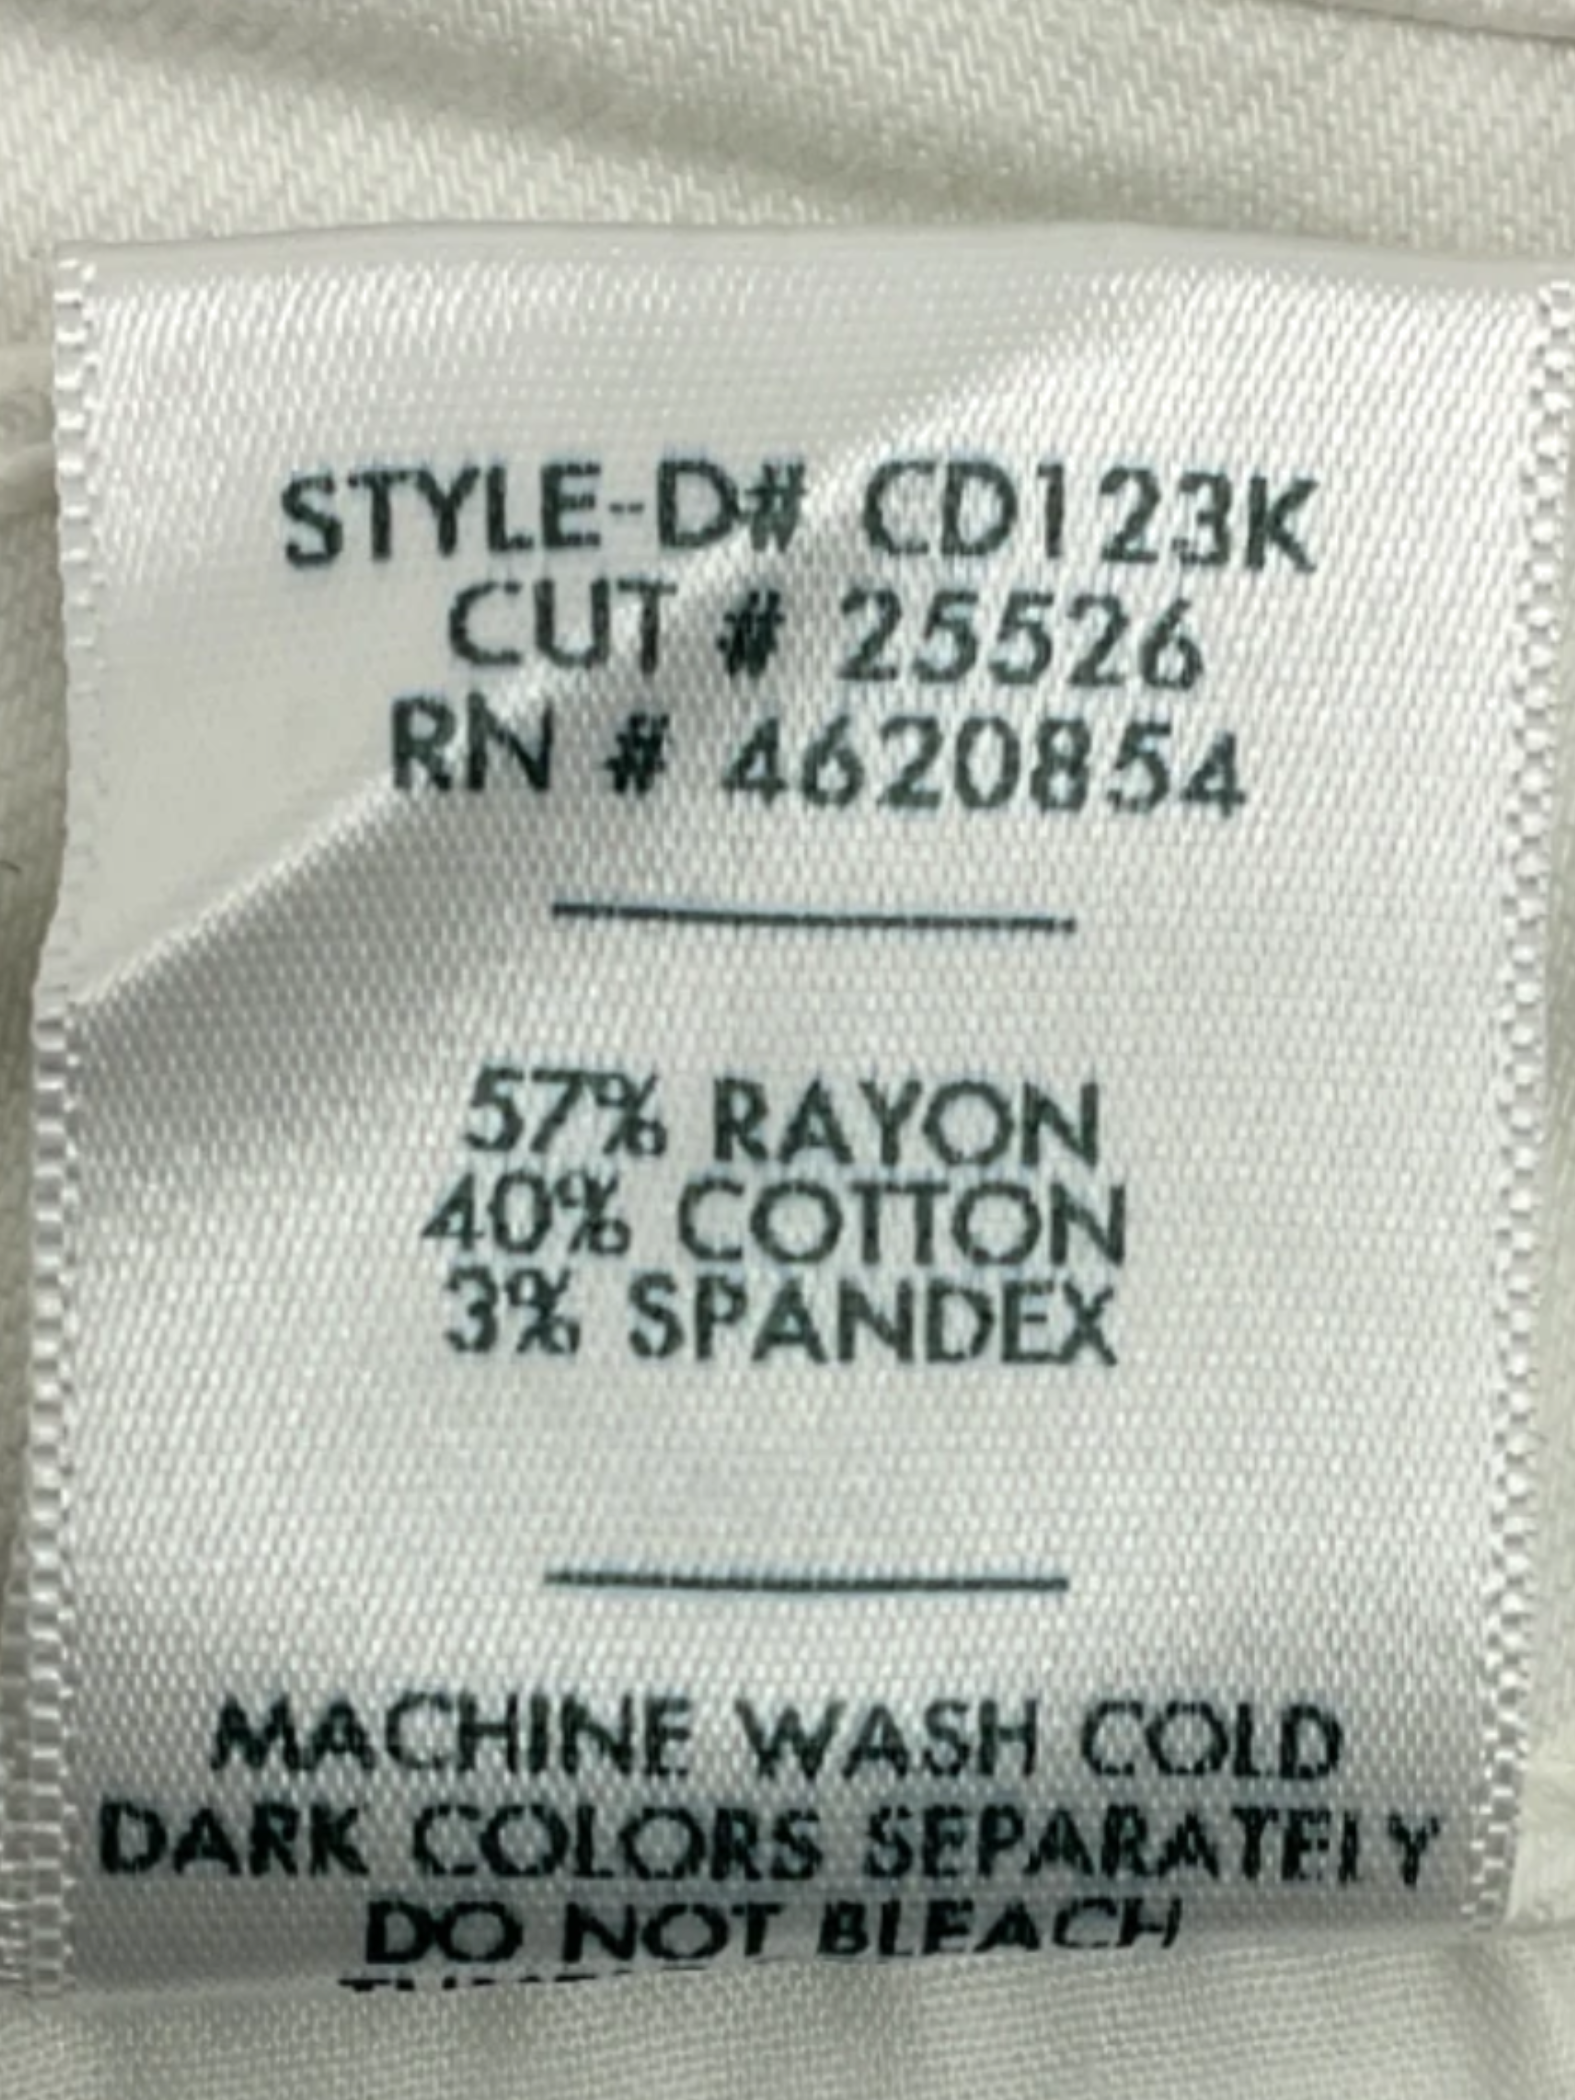 STYLE-D# CD123K
CUT # 25526
RN # 4620854
57% RAYON
40% COTTON
3% SPANDEX
MACHINE WASH COLD
DARK COLORS SEPARATELY
DO NOT BLEACH